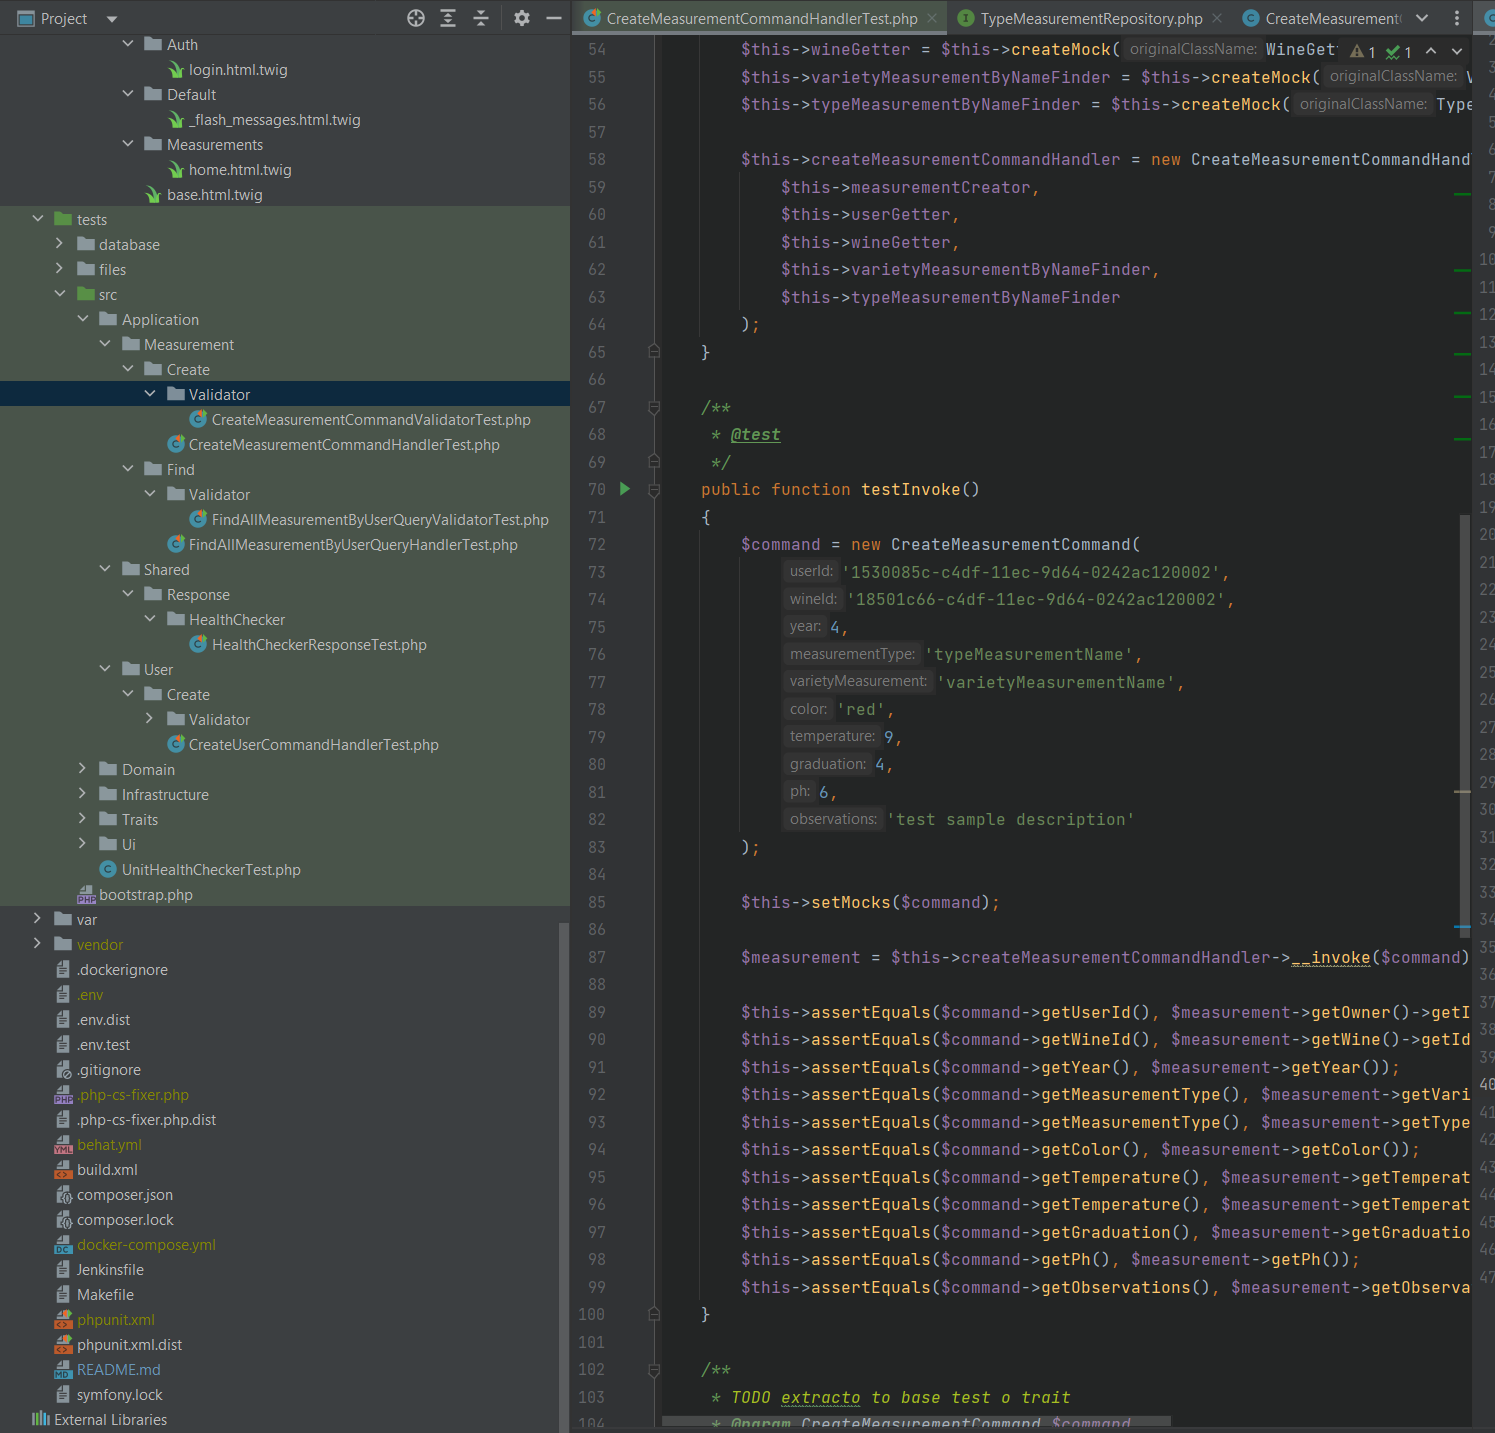 Project
Auth
login.html.twig
Default
_flash_messages.html.twig
Measurements
home.html.twig
base.html.twig
tests
database
files
src
Application
Measurement
Create
Validator
CreateMeasurementCommandValidatorTest.php
CreateMeasurementCommandHandlerTest.php
Find
Validator
FindAllMeasurementByUserQueryValidatorTest.php
FindAllMeasurementByUserQueryHandlerTest.php
Shared
Response
HealthChecker
HealthCheckerResponseTest.php
User
Create
Validator
CreateUserCommandHandlerTest.php
Domain
Infrastructure
Traits
Ui
UnitHealthCheckerTest.php
bootstrap.php
var
vendor
.dockerignore
.env
.env.dist
.env.test
.gitignore
.php-cs-fixer.php
.php-cs-fixer.php.dist
behat.yml
build.xml
composer.json
composer.lock
docker-compose.yml
Jenkinsfile
Makefile
phpunit.xml
phpunit.xml.dist
README.md
symfony.lock
External Libraries
CreateMeasurementCommandHandlerTest.php TypeMeasurementRepository.php CreateMeasurement
1 1
54 $this->wineGetter = $this->createMock( originalClassName: WineGet
55 $this->varietyMeasurementByNameFinder = $this->createMock( originalClassName: V
56 $this->typeMeasurementByNameFinder = $this->createMock( originalClassName: Type
57
58 $this->createMeasurementCommandHandler = new CreateMeasurementCommandHand
59 $this->measurementCreator,
60 $this->userGetter,
61 $this->wineGetter,
62 $this->varietyMeasurementByNameFinder,
63 $this->typeMeasurementByNameFinder
64 );
65 }
66
67 /**
68 * @test
69 */
70 public function testInvoke()
71 {
72 $command = new CreateMeasurementCommand(
73 userId: '1530085c-c4df-11ec-9d64-0242ac120002',
74 wineId: '18501c66-c4df-11ec-9d64-0242ac120002',
75 year: 4,
76 measurementType: 'typeMeasurementName',
77 varietyMeasurement: 'varietyMeasurementName',
78 color: 'red',
79 temperature: 9,
80 graduation: 4,
81 ph: 6,
82 observations: 'test sample description'
83 );
84
85 $this->setMocks($command);
86
87 $measurement = $this->createMeasurementCommandHandler->__invoke($command)
88
89 $this->assertEquals($command->getUserId(), $measurement->getOwner()->getI
90 $this->assertEquals($command->getWineId(), $measurement->getWine()->getId
91 $this->assertEquals($command->getYear(), $measurement->getYear());
92 $this->assertEquals($command->getMeasurementType(), $measurement->getVari
93 $this->assertEquals($command->getMeasurementType(), $measurement->getType
94 $this->assertEquals($command->getColor(), $measurement->getColor());
95 $this->assertEquals($command->getTemperature(), $measurement->getTemperat
96 $this->assertEquals($command->getTemperature(), $measurement->getTemperat
97 $this->assertEquals($command->getGraduation(), $measurement->getGraduatio
98 $this->assertEquals($command->getPh(), $measurement->getPh());
99 $this->assertEquals($command->getObservations(), $measurement->getObserva
100 }
101
102 /**
103 * TODO extracto to base test o trait
104 * @param CreateMeasurementCommand $command